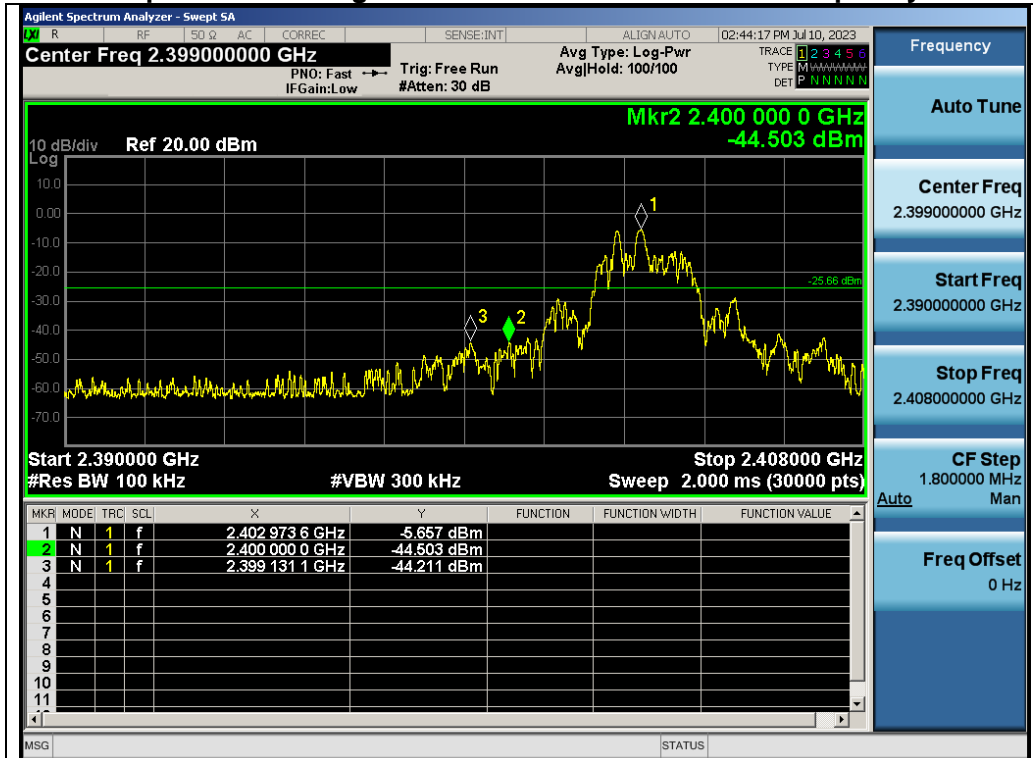 Agilent Spectrum Analyzer - Swept SA
LXI R RF 50 Ω AC CORREC SENSE:INT ALIGN AUTO 02:44:17 PM Jul 10, 2023
Center Freq 2.399000000 GHz
PNO: Fast
IFGain:Low
Trig: Free Run
#Atten: 30 dB
Avg Type: Log-Pwr
Avg|Hold: 100/100
TRACE 1 2 3 4 5 6
TYPE M W W W W W
DET P N N N N N
Mkr2 2.400 000 0 GHz
-44.503 dBm
10 dB/div Ref 20.00 dBm
Log
10.0
0.00
-10.0
-20.0
-30.0
-40.0
-50.0
-60.0
-70.0
1
3
2
-25.66 dBm
Start 2.390000 GHz Stop 2.408000 GHz
#Res BW 100 kHz #VBW 300 kHz Sweep 2.000 ms (30000 pts)
MKR MODE TRC SCL X Y FUNCTION FUNCTION WIDTH FUNCTION VALUE
1 N 1 f 2.402 973 6 GHz -5.657 dBm
2 N 1 f 2.400 000 0 GHz -44.503 dBm
3 N 1 f 2.399 131 1 GHz -44.211 dBm
4
5
6
7
8
9
10
11
MSG STATUS
Frequency
Auto Tune
Center Freq
2.399000000 GHz
Start Freq
2.390000000 GHz
Stop Freq
2.408000000 GHz
CF Step
1.800000 MHz
Auto Man
Freq Offset
0 Hz